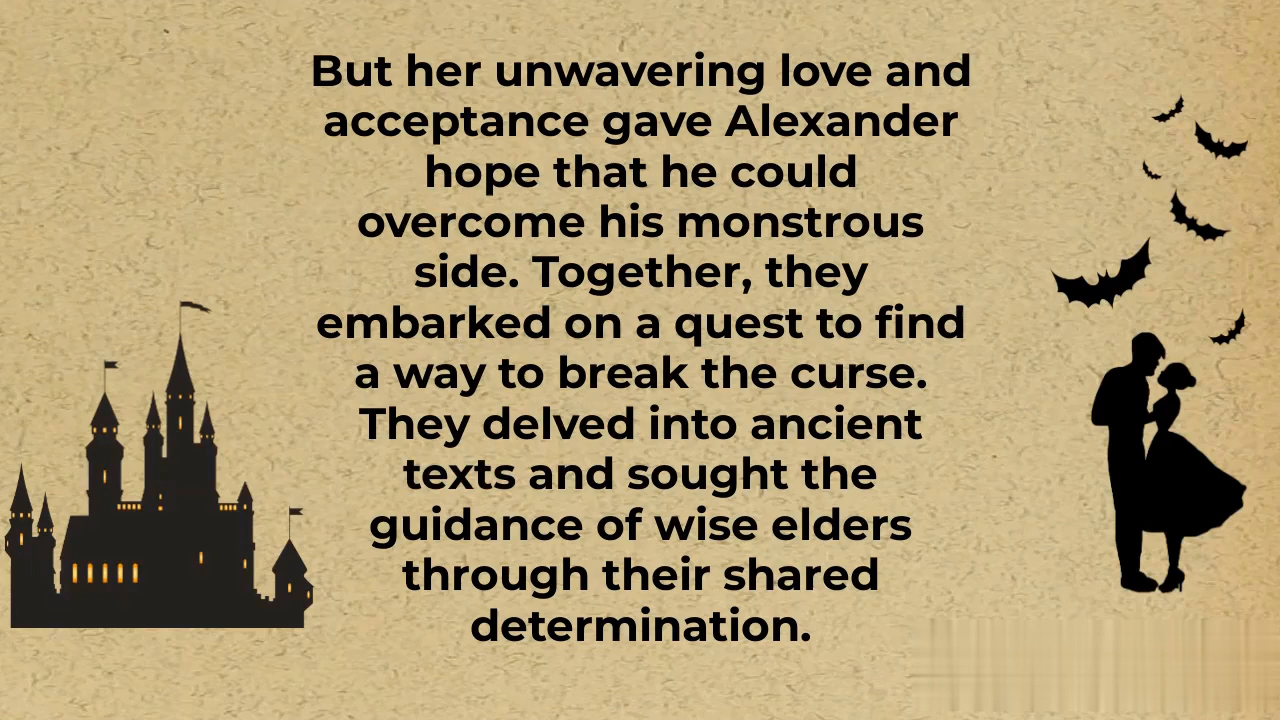 But her unwavering love and
acceptance gave Alexander
hope that he could
overcome his monstrous
side. Together, they
embarked on a quest to find
a way to break the curse.
They delved into ancient
texts and sought the
guidance of wise elders
through their shared
determination.